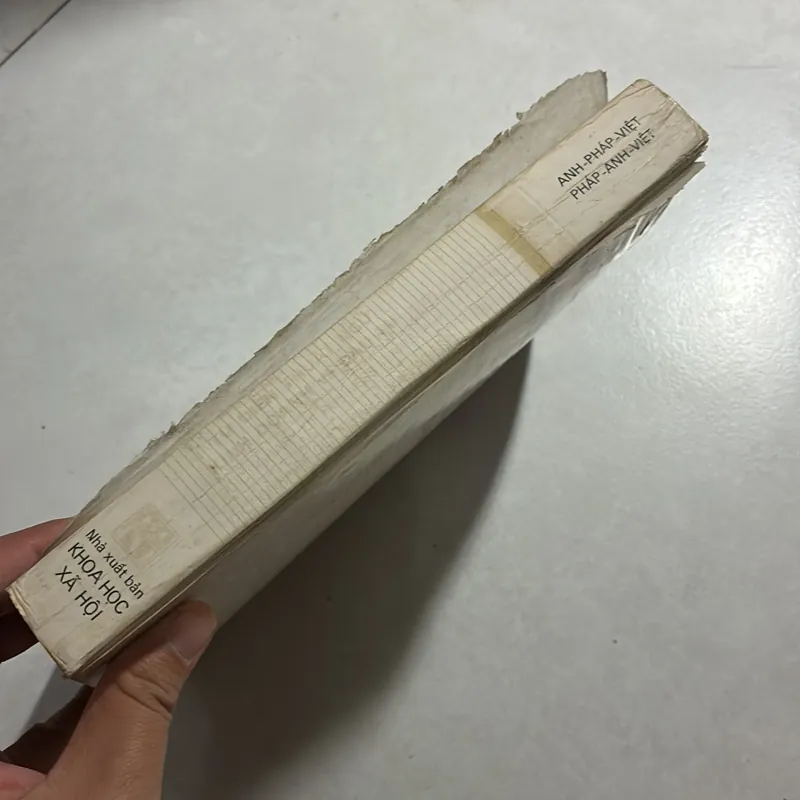 ANH-PHÁP-VIỆT
PHÁP-ANH-VIỆT
Nhà xuất bản
KHOA HỌC
XÃ HỘI